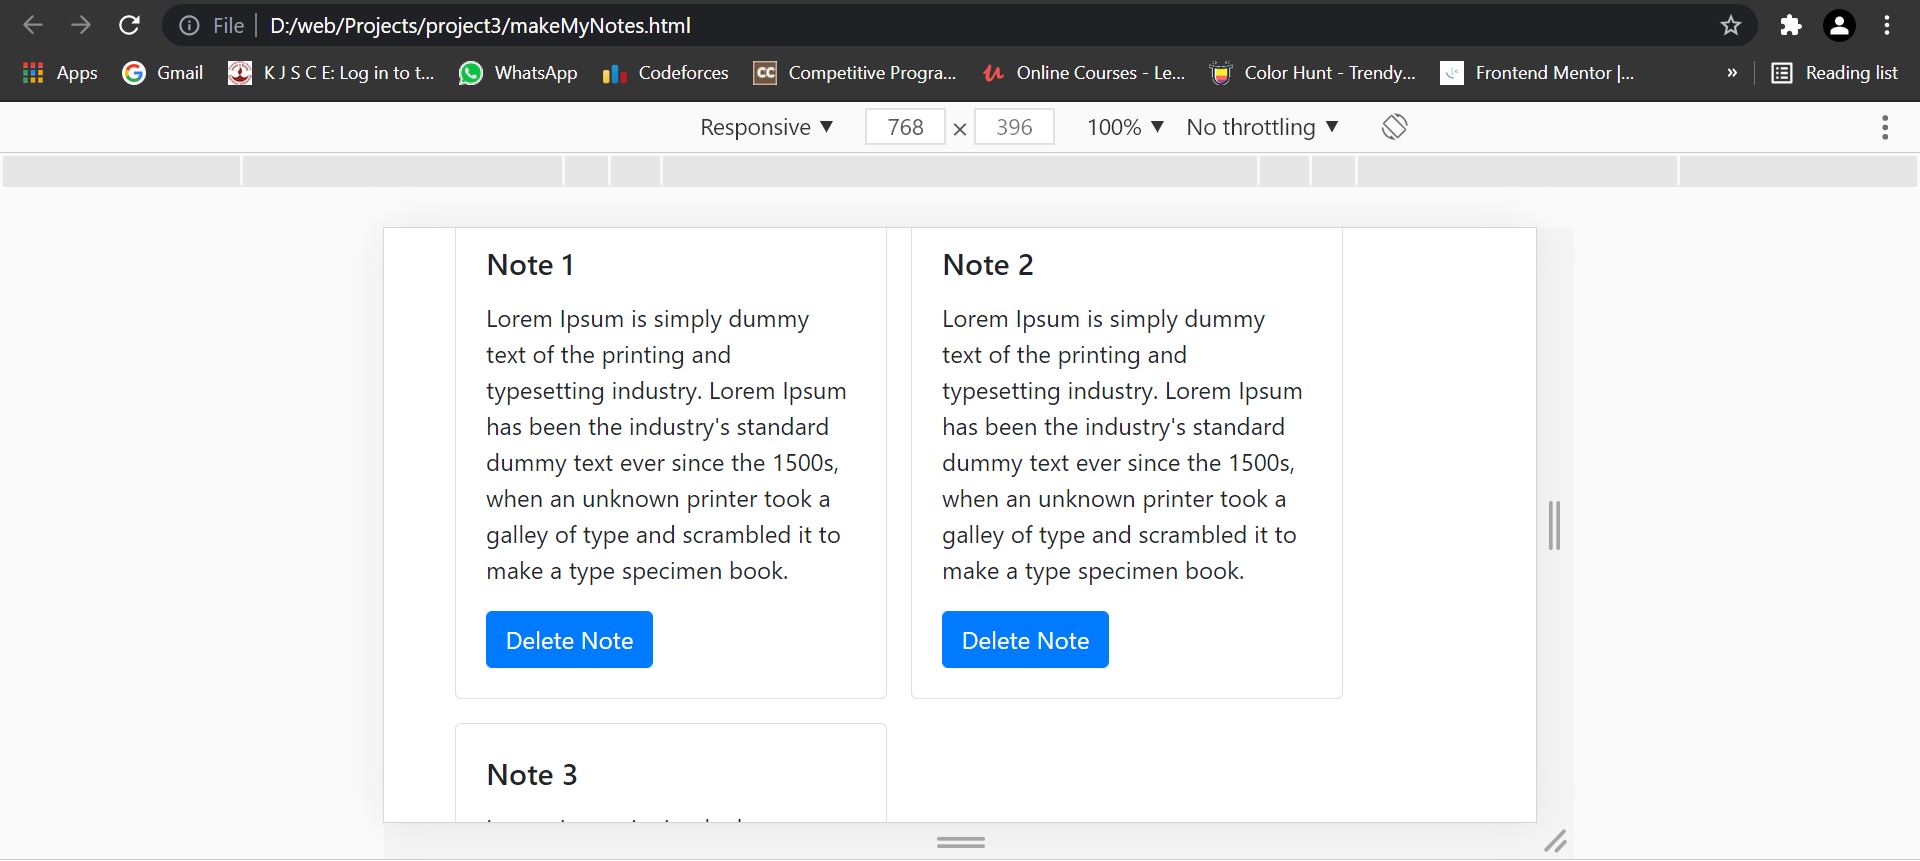 File | D:/web/Projects/project3/makeMyNotes.html
Apps Gmail K J S C E: Log in to t... WhatsApp Codeforces Competitive Progra... Online Courses - Le... Color Hunt - Trendy... Frontend Mentor |... » Reading list
Responsive ▼ 768 × 396 100% ▼ No throttling ▼
Note 1
Lorem Ipsum is simply dummy
text of the printing and
typesetting industry. Lorem Ipsum
has been the industry's standard
dummy text ever since the 1500s,
when an unknown printer took a
galley of type and scrambled it to
make a type specimen book.
Delete Note
Note 2
Lorem Ipsum is simply dummy
text of the printing and
typesetting industry. Lorem Ipsum
has been the industry's standard
dummy text ever since the 1500s,
when an unknown printer took a
galley of type and scrambled it to
make a type specimen book.
Delete Note
Note 3